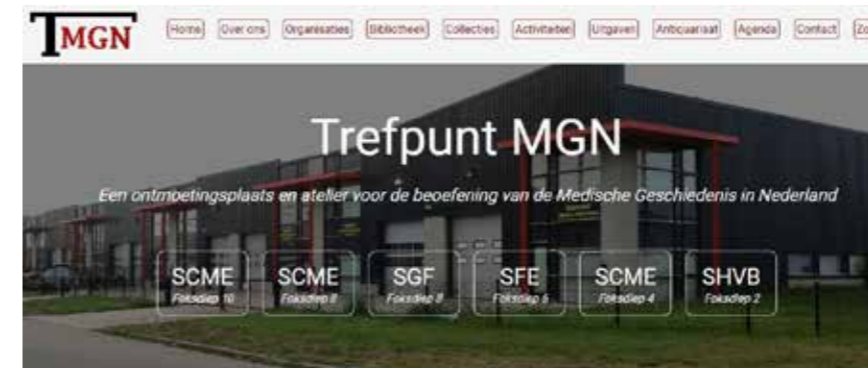 TMGN
Home Over ons Organisaties Bibliotheek Collecties Activiteiten Uitgaven Antiquariaat Agenda Contact Zo
Trefpunt MGN
Een ontmoetingsplaats en atelier voor de beoefening van de Medische Geschiedenis in Nederland
SCME SCME SGF SFE SCME SHVB
Foksdiep 10 Foksdiep 8 Foksdiep 8 Foksdiep 6 Foksdiep 4 Foksdiep 2